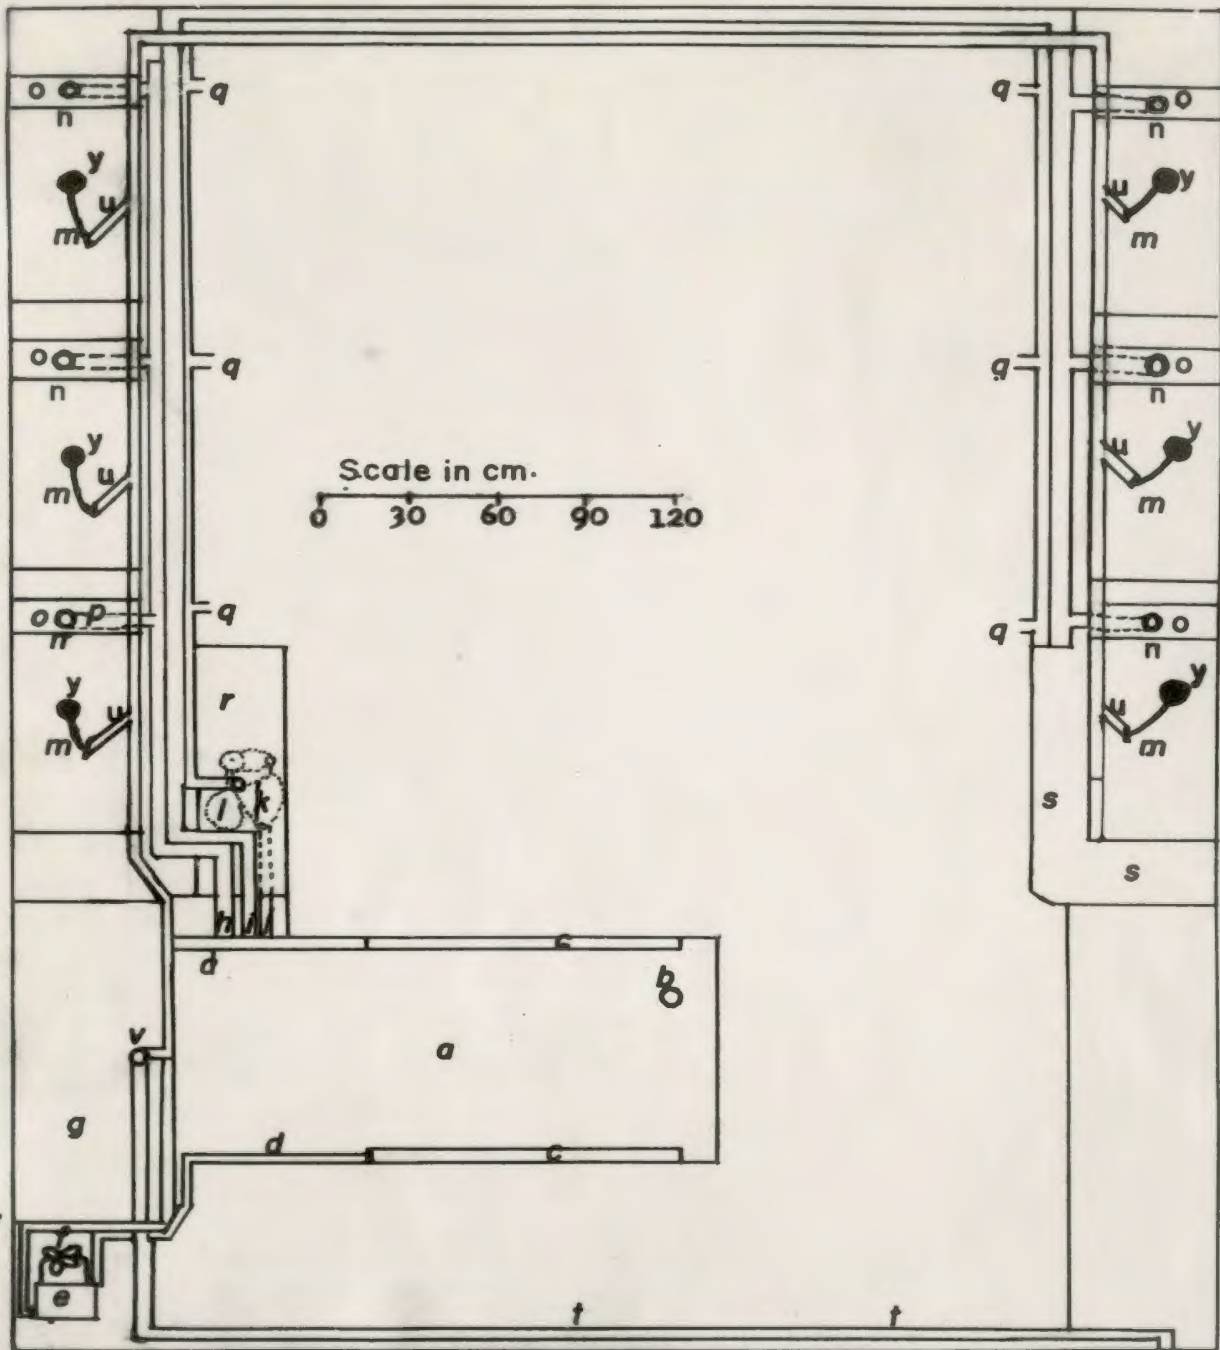 q q
o o
n n
y y
u u
m m
o q q o
n n
y y
Scale in cm.
u u
m m
0 30 60 90 120
o p q q o
n n
y y
u u
m m
r
s
l k
s
h i j
c
d
b
v
a
g
d c
f
e
t t